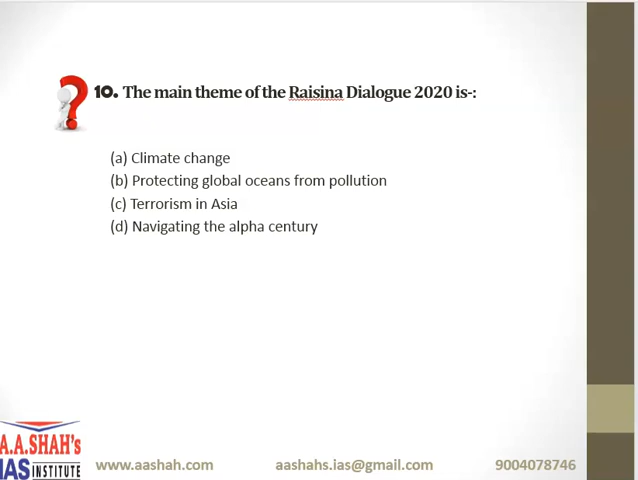 10. The main theme of the Raisina Dialogue 2020 is-:
(a) Climate change
(b) Protecting global oceans from pollution
(c) Terrorism in Asia
(d) Navigating the alpha century
A.A.SHAH's
IAS INSTITUTE
www.aashah.com aashahs.ias@gmail.com 9004078746